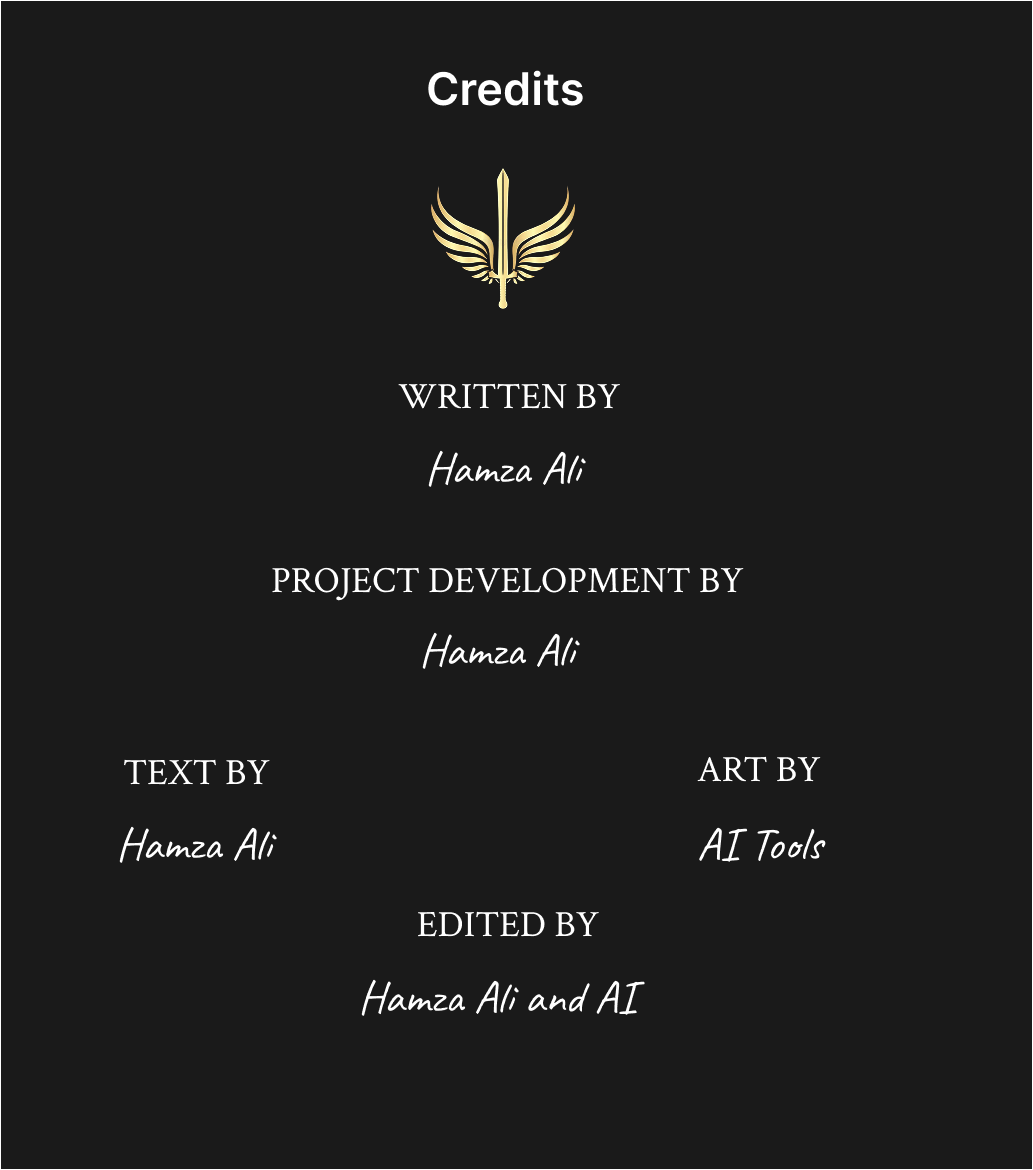 Credits
WRITTEN BY
Hamza Ali
PROJECT DEVELOPMENT BY
Hamza Ali
TEXT BY
Hamza Ali
ART BY
AI Tools
EDITED BY
Hamza Ali and AI